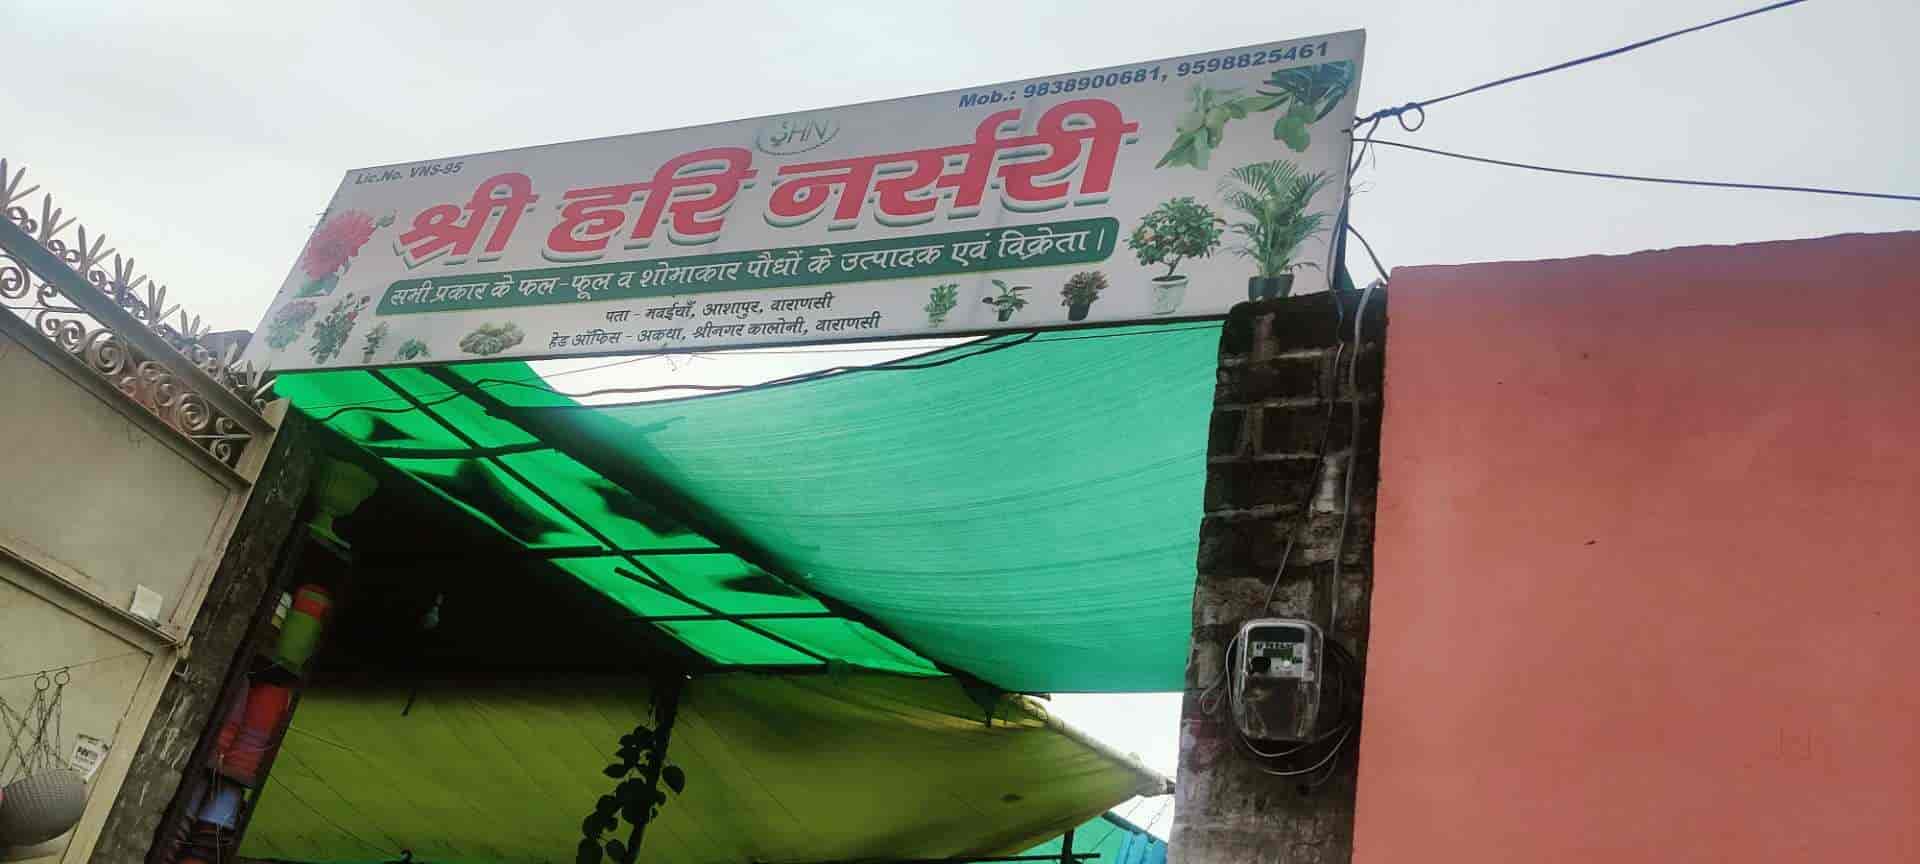 Mob.: 9838900681, 9598825461
Lic.No. VNS-95
SHN
श्री हरि नर्सरी
सभी प्रकार के फल-फूल व शोभाकार पौधों के उत्पादक एवं विक्रेता।
पता - मवईयाँ, आशापुर, वाराणसी
हेड ऑफिस - अकथा, श्रीनगर कालोनी, वाराणसी